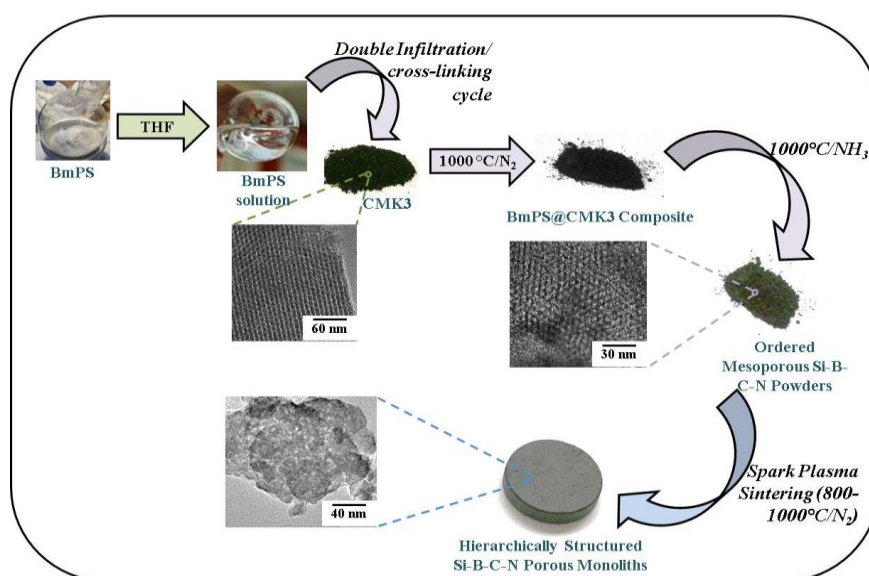 Double Infiltration/
cross-linking
cycle
THF
BmPS
BmPS
solution
CMK3
1000 °C/N₂
BmPS@CMK3 Composite
1000°C/NH₃
60 nm
30 nm
Ordered
Mesoporous Si-B-
C-N Powders
40 nm
Spark Plasma
Sintering (800-
1000°C/N₂)
Hierarchically Structured
Si-B-C-N Porous Monoliths